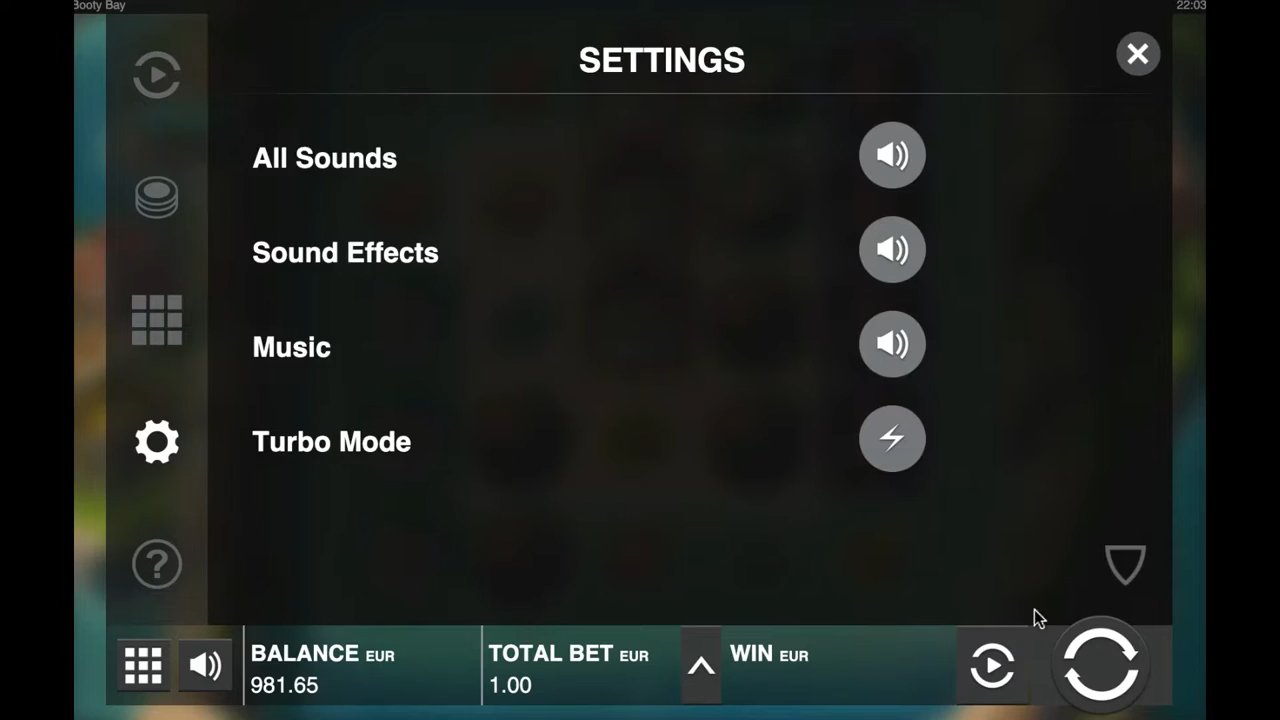 Booty Bay
22:03
SETTINGS
All Sounds
Sound Effects
Music
Turbo Mode
?
BALANCE EUR
981.65
TOTAL BET EUR
1.00
WIN EUR